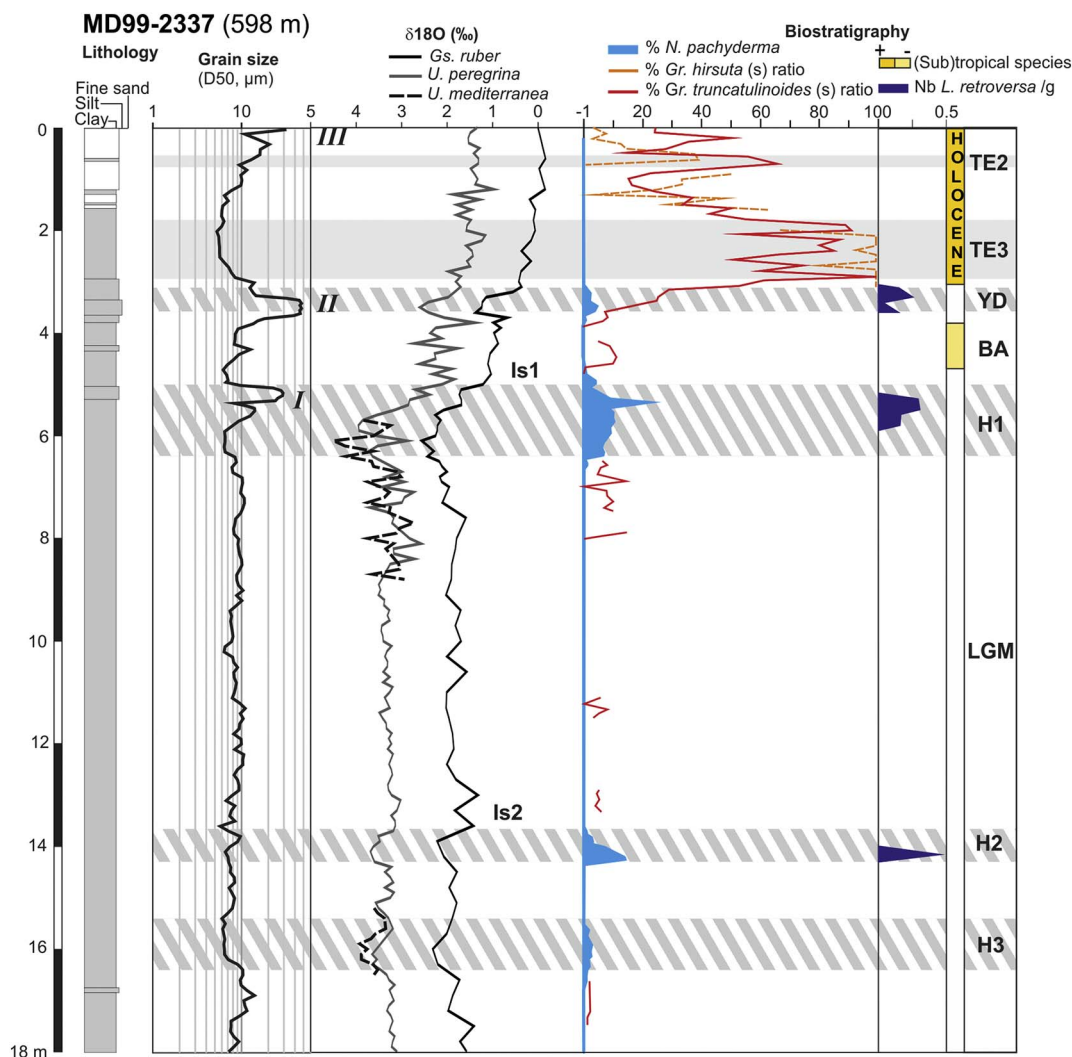 MD99-2337 (598 m)
Lithology
Grain size
(D50, µm)
δ18O (‰)
Gs. ruber
U. peregrina
U. mediterranea
Biostratigraphy
% N. pachyderma
% Gr. hirsuta (s) ratio
% Gr. truncatulinoides (s) ratio
+ -
(Sub)tropical species
Nb L. retroversa /g
Fine sand
Silt
Clay
1 10 5 4 3 2 1 0 -1 20 40 60 80 100 0.5
0
2
4
6
8
10
12
14
16
18 m
III
II
I
Is1
Is2
HOLOCENE
TE2
TE3
YD
BA
H1
LGM
H2
H3